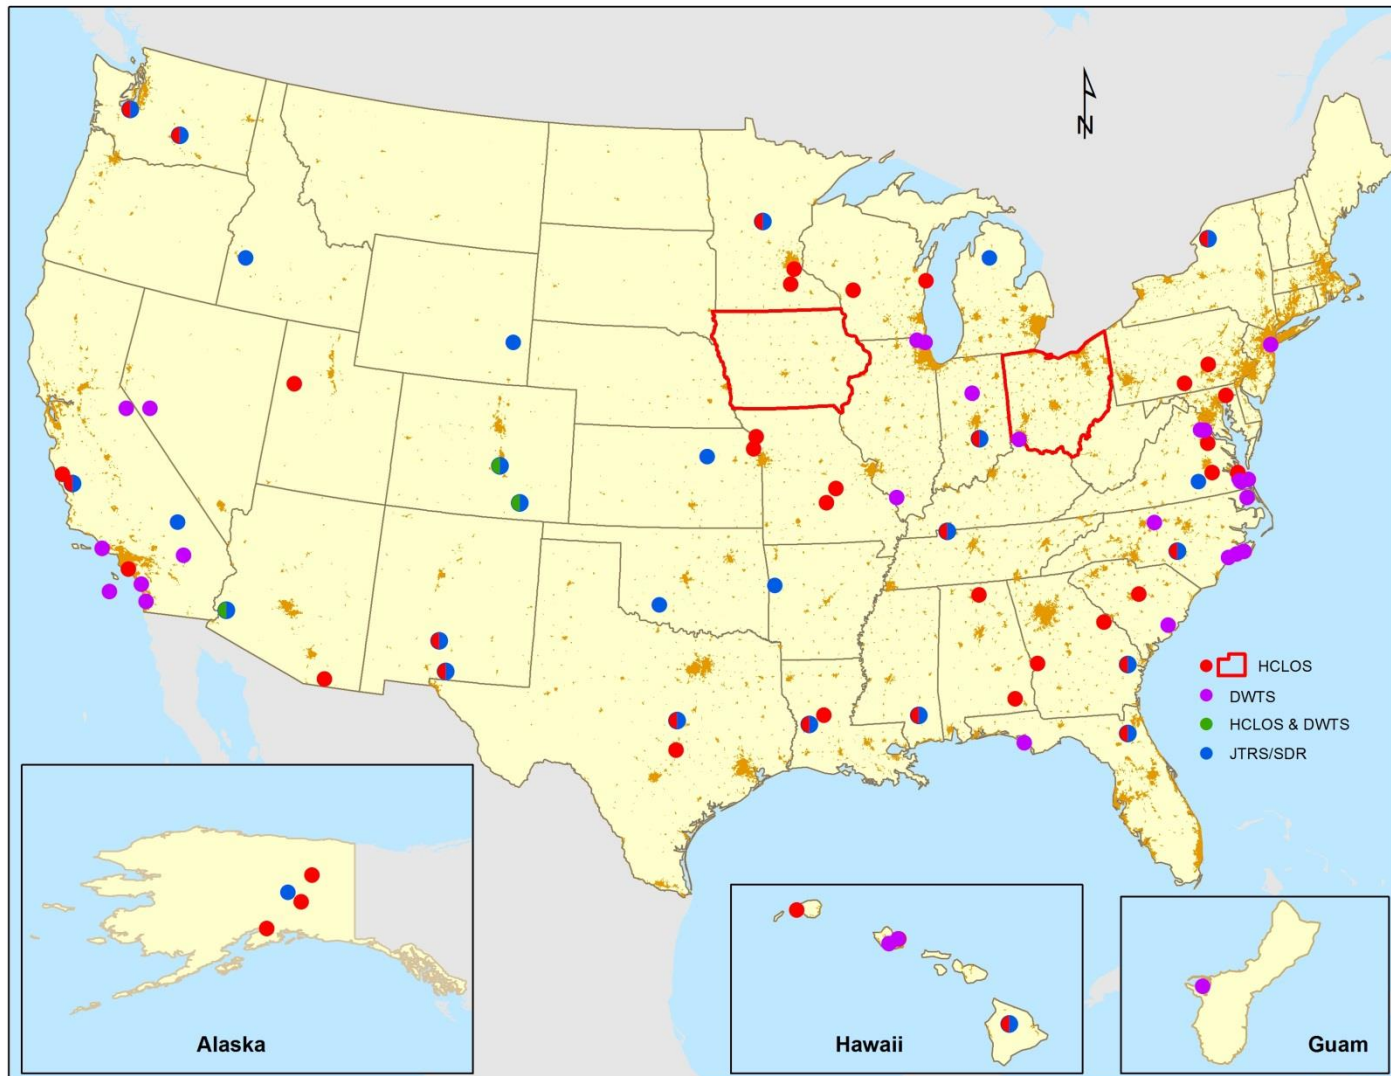 N
HCLOS
DWTS
HCLOS & DWTS
JTRS/SDR
Alaska
Hawaii
Guam